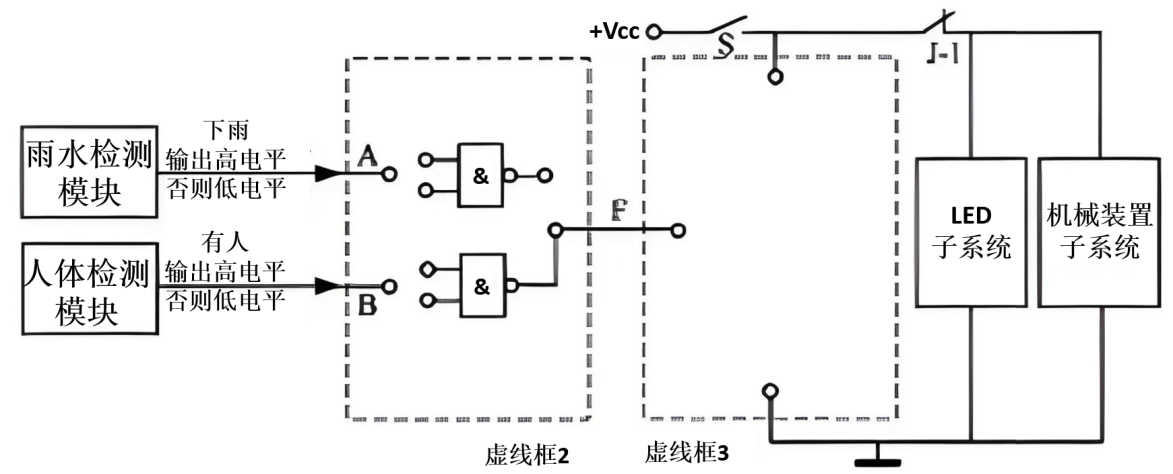 +Vcc
S
J-1
雨水检测
模块
下雨
输出高电平
否则低电平
A
&
F
人体检测
模块
有人
输出高电平
否则低电平
B
&
LED
子系统
机械装置
子系统
虚线框2
虚线框3